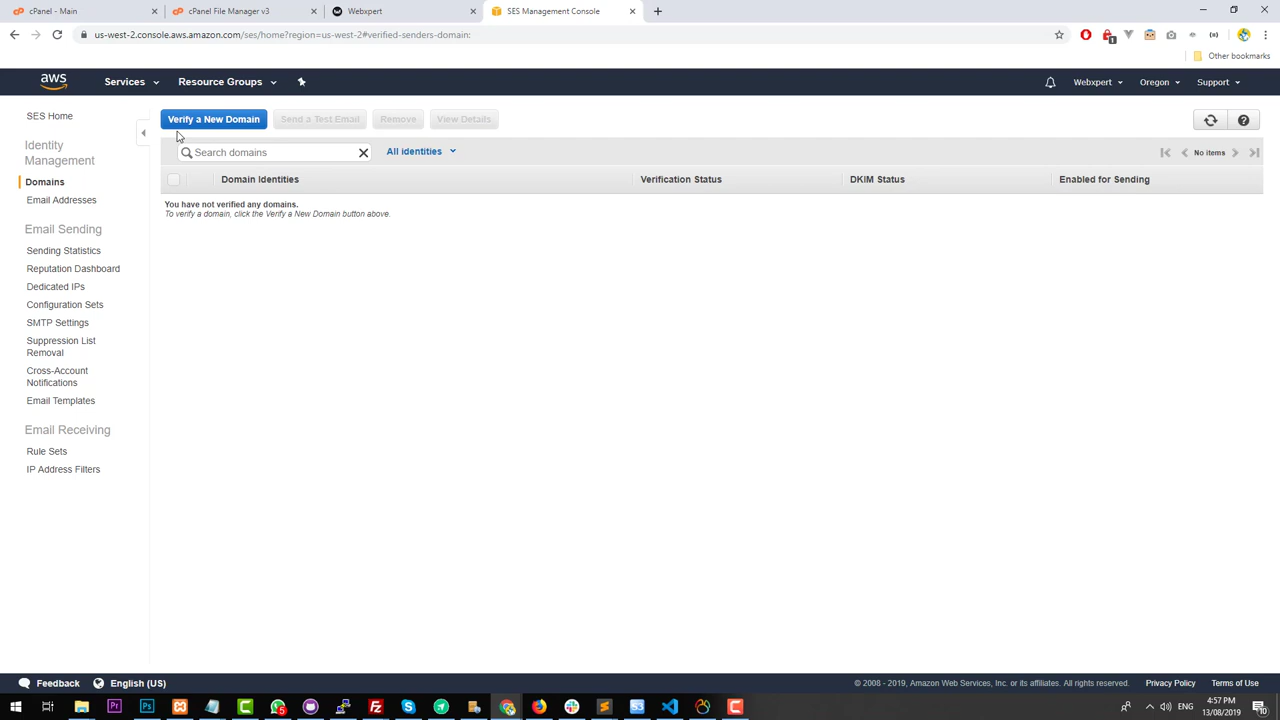 cPanel - Main
cPanel File Manager v3
Webxpert
SES Management Console
us-west-2.console.aws.amazon.com/ses/home?region=us-west-2#verified-senders-domain:
1
Other bookmarks
aws
Services
Resource Groups
Webxpert
Oregon
Support
SES Home
Identity
Management
Domains
Email Addresses
Email Sending
Sending Statistics
Reputation Dashboard
Dedicated IPs
Configuration Sets
SMTP Settings
Suppression List
Removal
Cross-Account
Notifications
Email Templates
Email Receiving
Rule Sets
IP Address Filters
Verify a New Domain
Send a Test Email
Remove
View Details
Search domains
All identities
No items
Domain Identities
Verification Status
DKIM Status
Enabled for Sending
You have not verified any domains.
To verify a domain, click the Verify a New Domain button above.
Feedback
English (US)
© 2008 - 2019, Amazon Web Services, Inc. or its affiliates. All rights reserved.
Privacy Policy
Terms of Use
ENG
4:57 PM
13/08/2019